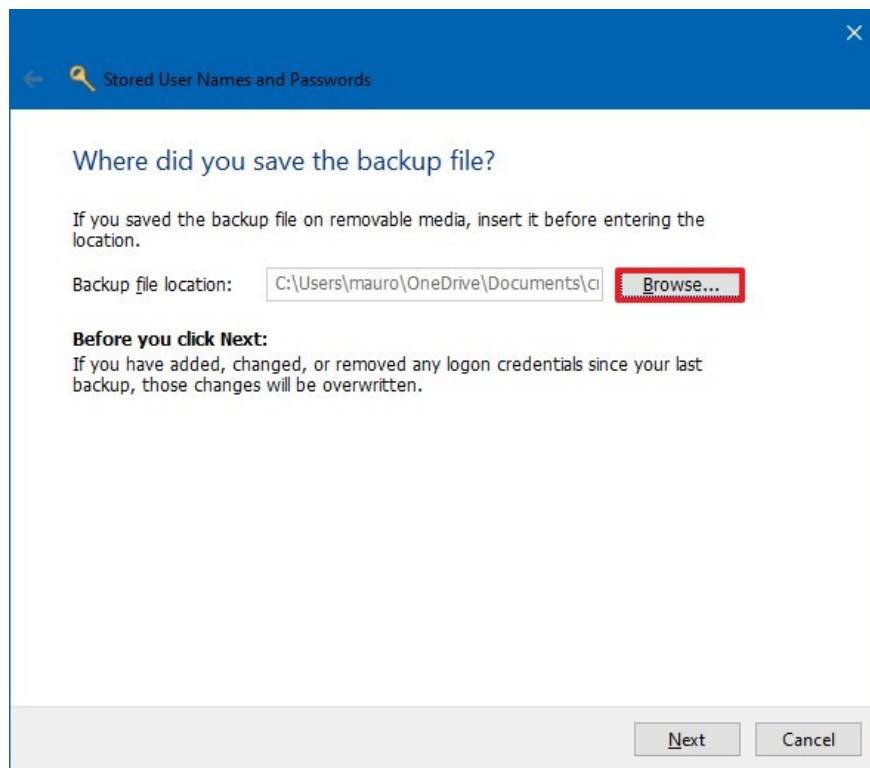 Stored User Names and Passwords
Where did you save the backup file?
If you saved the backup file on removable media, insert it before entering the
location.
Backup file location: C:\Users\mauro\OneDrive\Documents\c Browse...
Before you click Next:
If you have added, changed, or removed any logon credentials since your last
backup, those changes will be overwritten.
Next Cancel